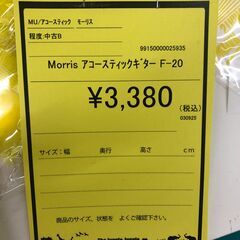 MU/アコースティック　モーリス
程度:中古B
99150000025935
Morris アコースティックギター F-20
¥3,380
(税込)
030925
サイズ:幅　奥行　高さ　cm
商品のサイズ、状態を　よくご確認下さい。